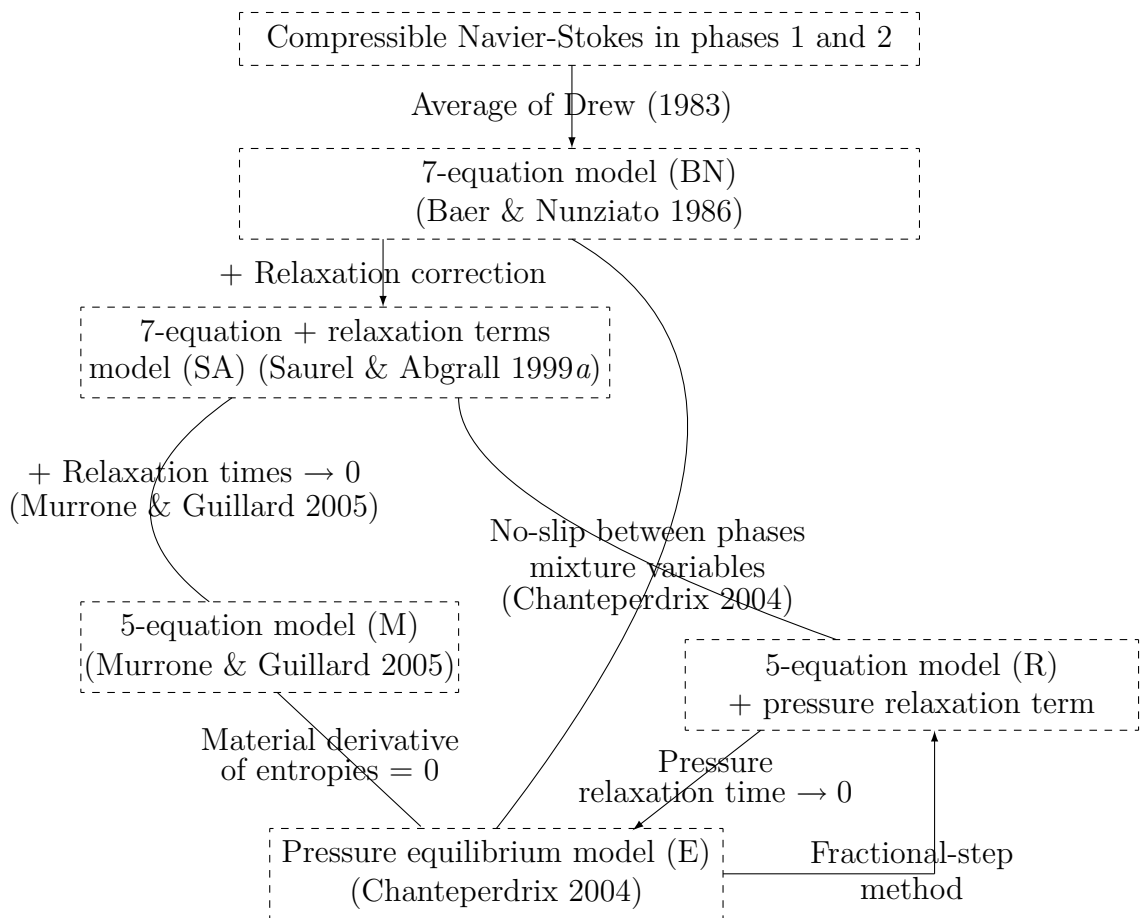 Compressible Navier-Stokes in phases 1 and 2
Average of Drew (1983)
7-equation model (BN)
(Baer & Nunziato 1986)
+ Relaxation correction
7-equation + relaxation terms
model (SA) (Saurel & Abgrall 1999a)
+ Relaxation times → 0
(Murrone & Guillard 2005)
No-slip between phases
mixture variables
(Chanteperdrix 2004)
5-equation model (M)
(Murrone & Guillard 2005)
5-equation model (R)
+ pressure relaxation term
Material derivative
of entropies = 0
Pressure
relaxation time → 0
Pressure equilibrium model (E)
(Chanteperdrix 2004)
Fractional-step
method